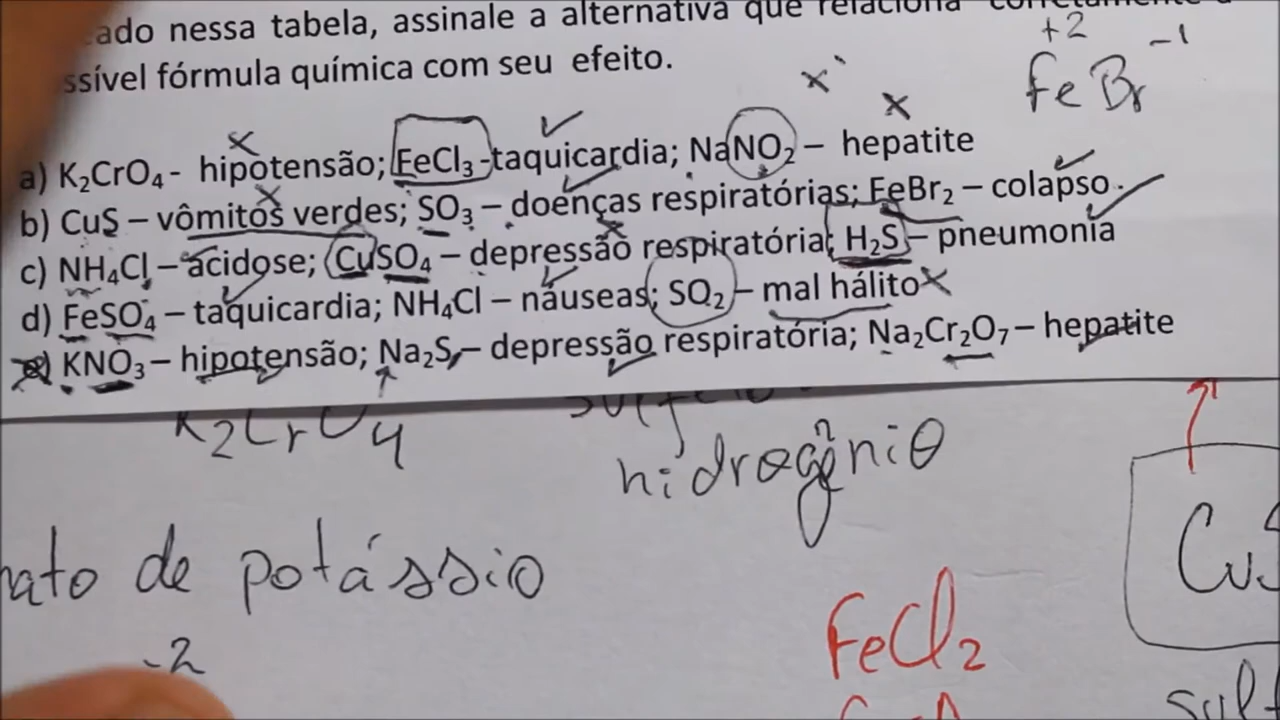 ado nessa tabela, assinale a alternativa que relaciona corretamente a
ssível fórmula química com seu efeito.
+2 -1
FeBr
a) K₂CrO₄- hipotensão; FeCl₃-taquicardia; NaNO₂ – hepatite
b) CuS – vômitos verdes; SO₃ – doenças respiratórias; FeBr₂ – colapso.
c) NH₄Cl – acidose; CuSO₄ – depressão respiratória; H₂S – pneumonia
d) FeSO₄ – taquicardia; NH₄Cl – náuseas; SO₂ – mal hálito
e) KNO₃ – hipotensão; Na₂S – depressão respiratória; Na₂Cr₂O₇ – hepatite
K₂CrO₄
hidrogênio
CuS
nato de potássio
FeCl₂
-2
sulf